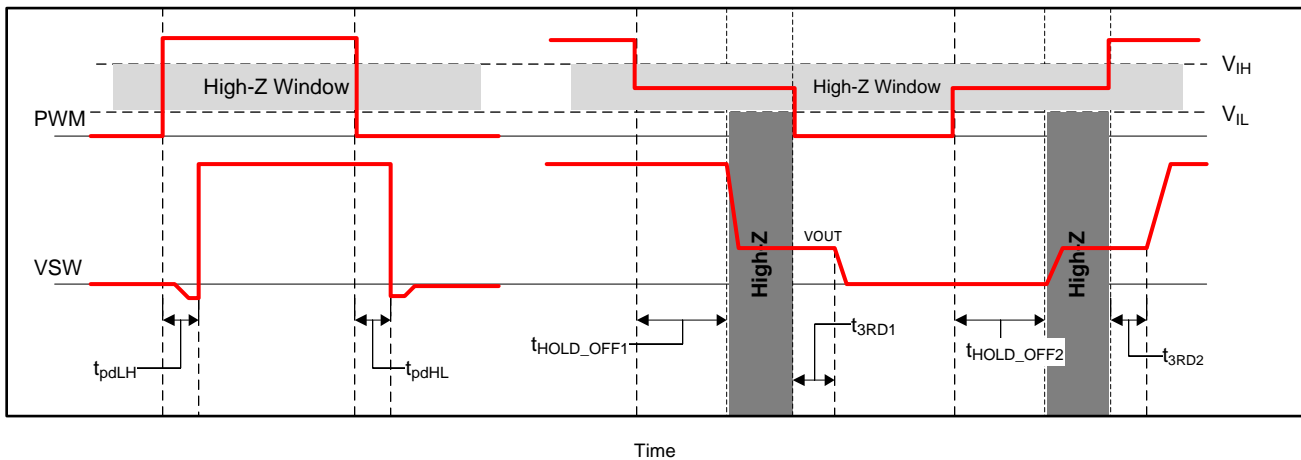 High-Z Window
High-Z Window
V_IH
V_IL
PWM
VSW
High-Z
VOUT
High-Z
t_pdLH
t_pdHL
t_HOLD_OFF1
t_3RD1
t_HOLD_OFF2
t_3RD2
Time